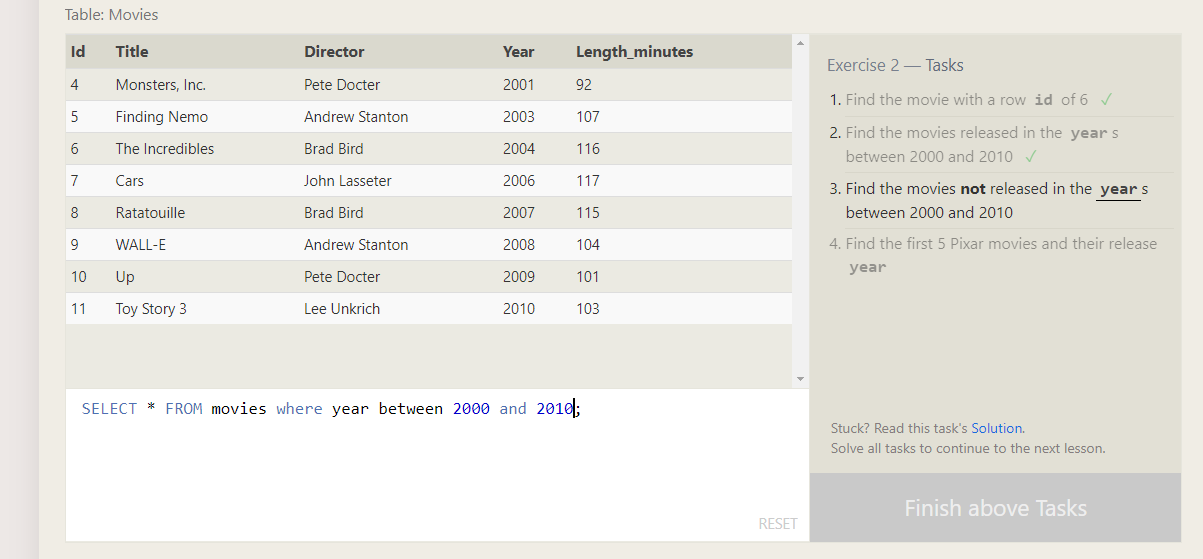 Table: Movies
Id Title Director Year Length_minutes
4 Monsters, Inc. Pete Docter 2001 92
5 Finding Nemo Andrew Stanton 2003 107
6 The Incredibles Brad Bird 2004 116
7 Cars John Lasseter 2006 117
8 Ratatouille Brad Bird 2007 115
9 WALL-E Andrew Stanton 2008 104
10 Up Pete Docter 2009 101
11 Toy Story 3 Lee Unkrich 2010 103
SELECT * FROM movies where year between 2000 and 2010;
RESET
Exercise 2 — Tasks
1. Find the movie with a row id of 6 ✓
2. Find the movies released in the year s
between 2000 and 2010 ✓
3. Find the movies not released in the year s
between 2000 and 2010
4. Find the first 5 Pixar movies and their release
year
Stuck? Read this task's Solution.
Solve all tasks to continue to the next lesson.
Finish above Tasks